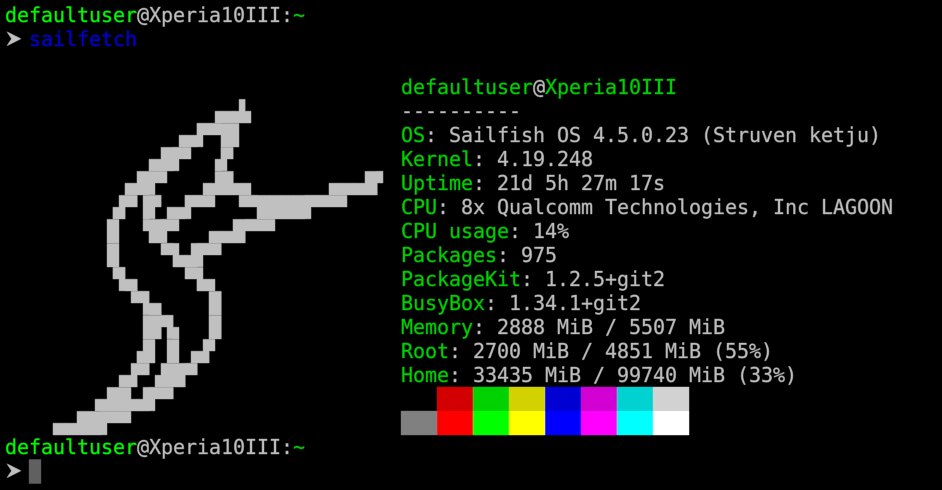 defaultuser@Xperia10III:~
➤ sailfetch
defaultuser@Xperia10III
----------
OS: Sailfish OS 4.5.0.23 (Struven ketju)
Kernel: 4.19.248
Uptime: 21d 5h 27m 17s
CPU: 8x Qualcomm Technologies, Inc LAGOON
CPU usage: 14%
Packages: 975
PackageKit: 1.2.5+git2
BusyBox: 1.34.1+git2
Memory: 2888 MiB / 5507 MiB
Root: 2700 MiB / 4851 MiB (55%)
Home: 33435 MiB / 99740 MiB (33%)
defaultuser@Xperia10III:~
➤